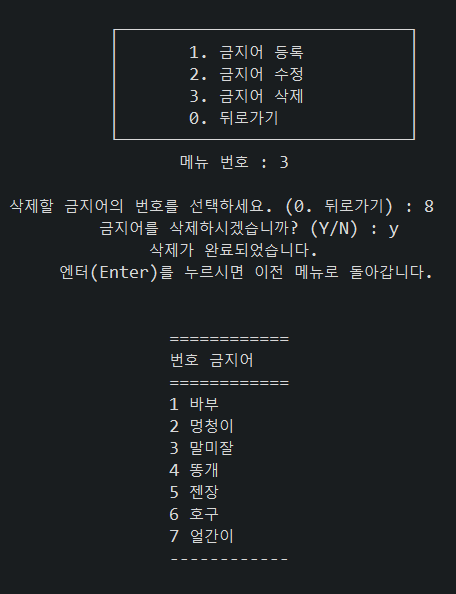 1. 금지어 등록
2. 금지어 수정
3. 금지어 삭제
0. 뒤로가기
메뉴 번호 : 3
삭제할 금지어의 번호를 선택하세요. (0. 뒤로가기) : 8
금지어를 삭제하시겠습니까? (Y/N) : y
삭제가 완료되었습니다.
엔터(Enter)를 누르시면 이전 메뉴로 돌아갑니다.
============
번호 금지어
============
1 바부
2 멍청이
3 말미잘
4 똥개
5 젠장
6 호구
7 얼간이
------------